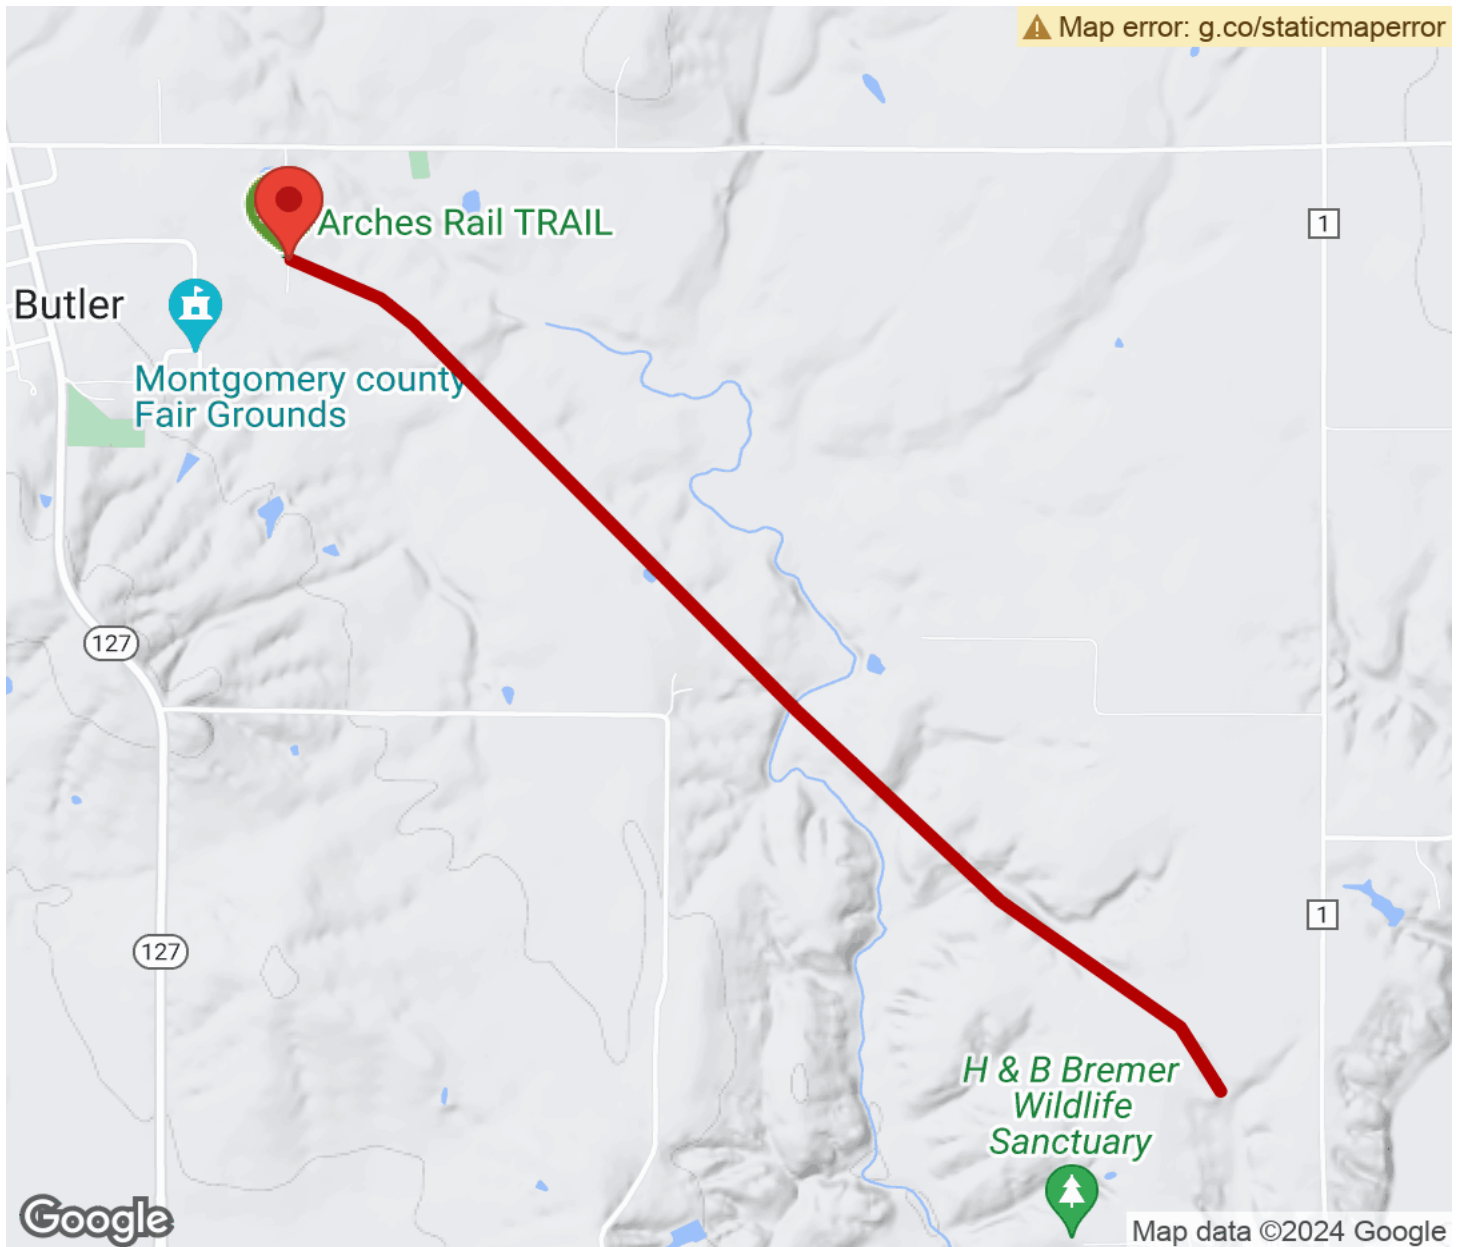 Map error: g.co/staticmaperror
Arches Rail TRAIL
1
Butler
Montgomery county
Fair Grounds
127
1
127
H & B Bremer
Wildlife
Sanctuary
Google
Map data ©2024 Google